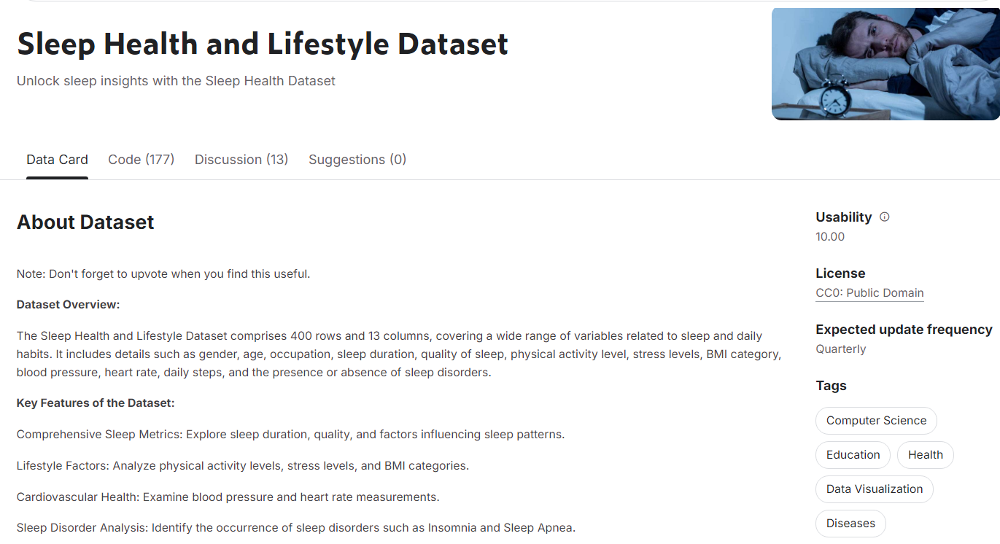 Sleep Health and Lifestyle Dataset
Unlock sleep insights with the Sleep Health Dataset
Data Card
Code (177)
Discussion (13)
Suggestions (0)
About Dataset
Note: Don't forget to upvote when you find this useful.
Dataset Overview:
The Sleep Health and Lifestyle Dataset comprises 400 rows and 13 columns, covering a wide range of variables related to sleep and daily
habits. It includes details such as gender, age, occupation, sleep duration, quality of sleep, physical activity level, stress levels, BMI category,
blood pressure, heart rate, daily steps, and the presence or absence of sleep disorders.
Key Features of the Dataset:
Comprehensive Sleep Metrics: Explore sleep duration, quality, and factors influencing sleep patterns.
Lifestyle Factors: Analyze physical activity levels, stress levels, and BMI categories.
Cardiovascular Health: Examine blood pressure and heart rate measurements.
Sleep Disorder Analysis: Identify the occurrence of sleep disorders such as Insomnia and Sleep Apnea.
Usability
10.00
License
CC0: Public Domain
Expected update frequency
Quarterly
Tags
Computer Science
Education
Health
Data Visualization
Diseases